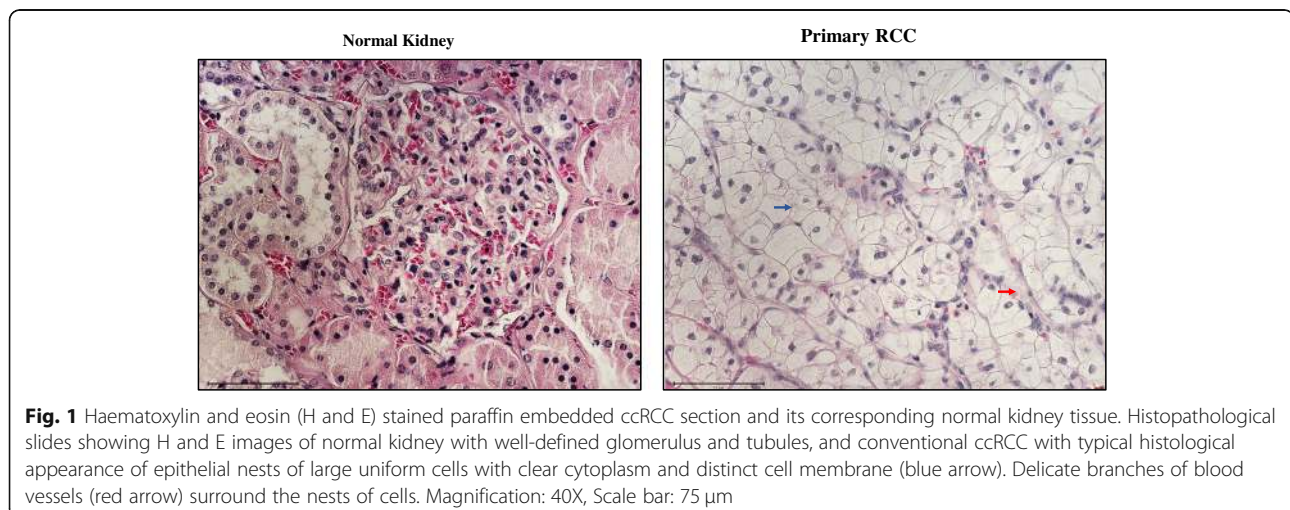 Normal Kidney
Primary RCC
Fig. 1 Haematoxylin and eosin (H and E) stained paraffin embedded ccRCC section and its corresponding normal kidney tissue. Histopathological
slides showing H and E images of normal kidney with well-defined glomerulus and tubules, and conventional ccRCC with typical histological
appearance of epithelial nests of large uniform cells with clear cytoplasm and distinct cell membrane (blue arrow). Delicate branches of blood
vessels (red arrow) surround the nests of cells. Magnification: 40X, Scale bar: 75 μm